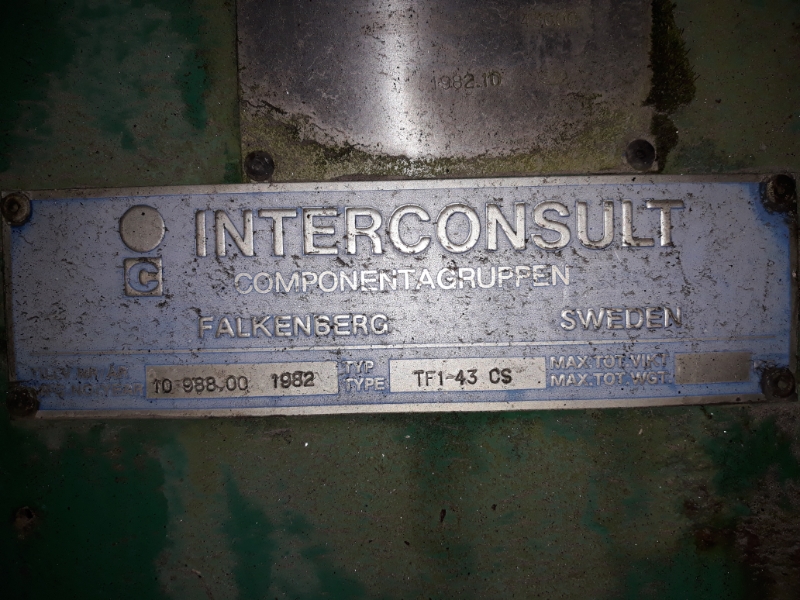 1982.10
INTERCONSULT
C
COMPONENTAGRUPPEN
FALKENBERG SWEDEN
TYP MAX.TOT.VIKT
10 988.00 1982 TYPE TF1-43 CS MAX.TOT.WGT.